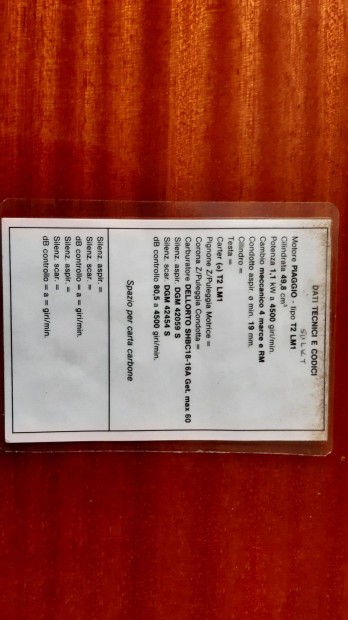 DATI TECNICI E CODICI
Motore PIAGGIO - tipo T2 LM1
Cilindrata 49,8 cm³
Potenza 1,1 kW a 4500 giri/min.
Cambio meccanico 4 marce e RM
Condotto aspir. ø min. 19 mm.
Cilindro =
Testa =
Carter (a) T2 LM1
Pignone Z/Puleggia Motrice =
Corona Z/Puleggia Condotta =
Carburatore DELLORTO SHBC18-16A Get. max 60
Silenz. aspir. DGM 42059 S
Silenz. scar. DGM 42454 S
dB controllo 80,5 a 4500 giri/min.
Spazio per carta carbone
Silenz. aspir. =
Silenz. scar. =
dB controllo = a = giri/min.
Silenz. aspir. =
Silenz. scar. =
dB controllo = a = giri/min.